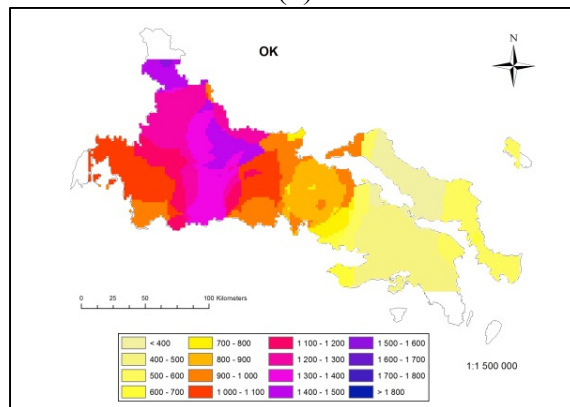 OK
N
0 25 50 100 Kilometers
< 400 700 - 800 1 100 - 1 200 1 500 - 1 600
400 - 500 800 - 900 1 200 - 1 300 1 600 - 1 700
500 - 600 900 - 1 000 1 300 - 1 400 1 700 - 1 800
600 - 700 1 000 - 1 100 1 400 - 1 500 > 1 800
1:1 500 000